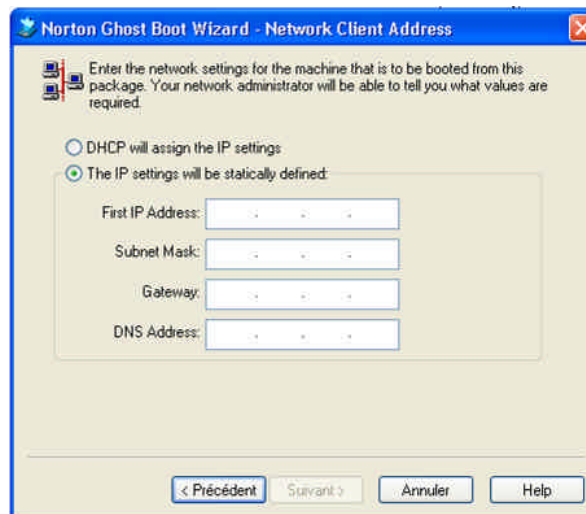 Norton Ghost Boot Wizard - Network Client Address
Enter the network settings for the machine that is to be booted from this
package. Your network administrator will be able to tell you what values are
required.
DHCP will assign the IP settings
The IP settings will be statically defined:
First IP Address:
Subnet Mask:
Gateway:
DNS Address:
< Précédent Suivant > Annuler Help